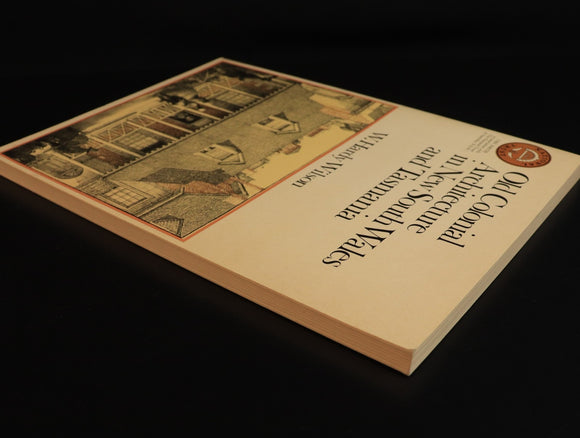 Old Colonial
Architecture
in New South Wales
and Tasmania
W. Hardy Wilson